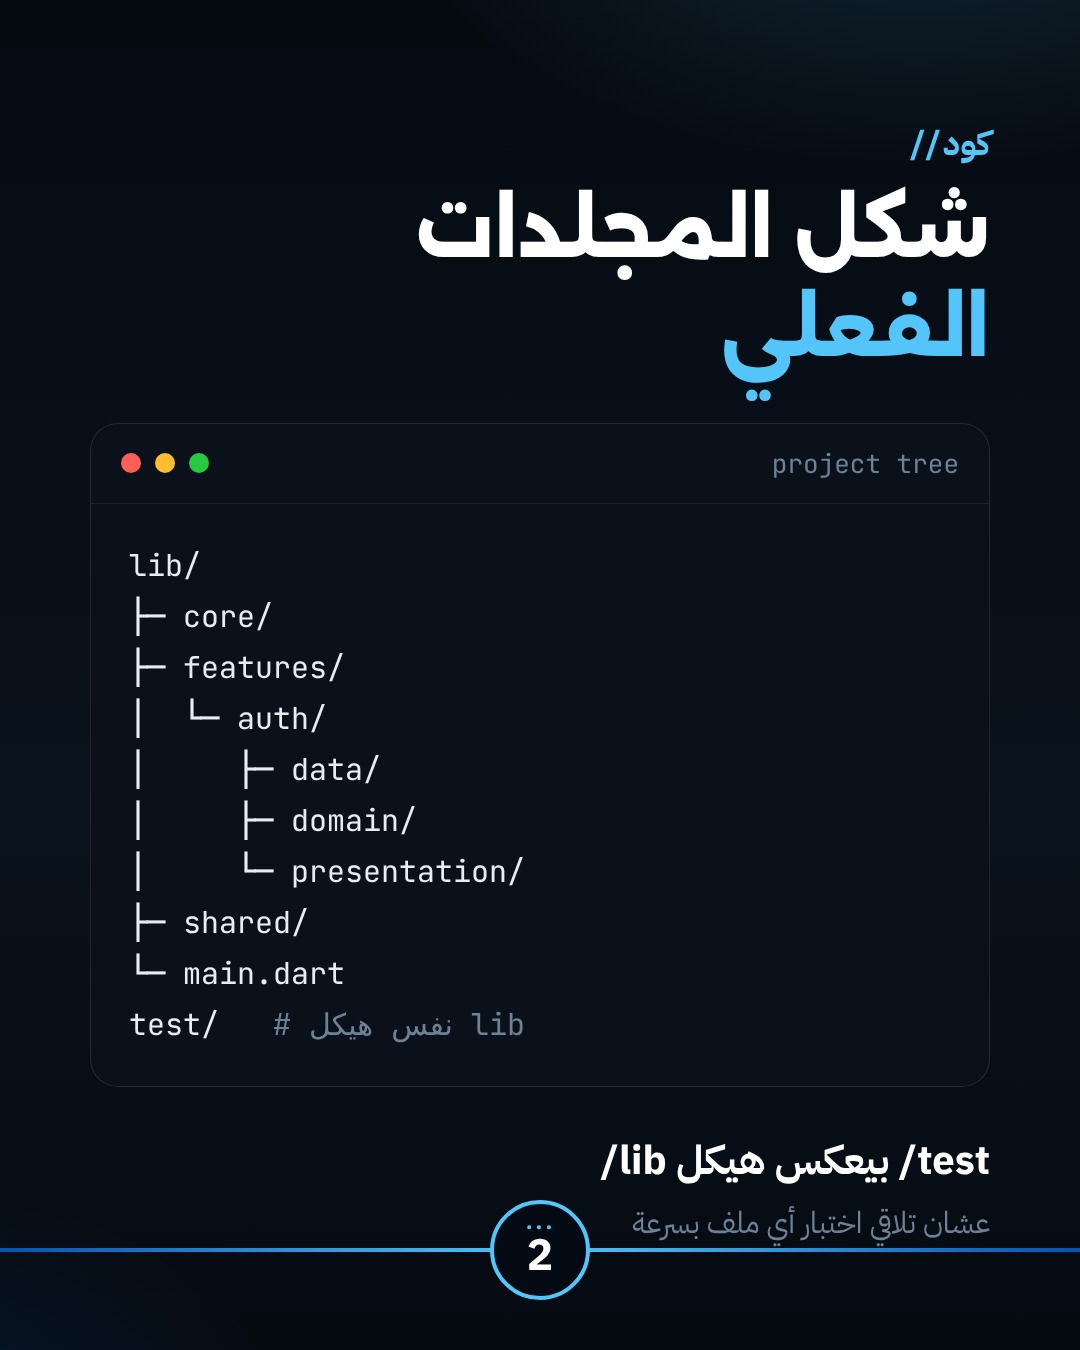 كود//
شكل المجلدات
الفعلي
project tree
lib/
├─ core/
├─ features/
│  └─ auth/
│     ├─ data/
│     ├─ domain/
│     └─ presentation/
├─ shared/
└─ main.dart
test/   # نفس هيكل lib
test/ بيعكس هيكل lib/
عشان تلاقي اختبار أي ملف بسرعة
2